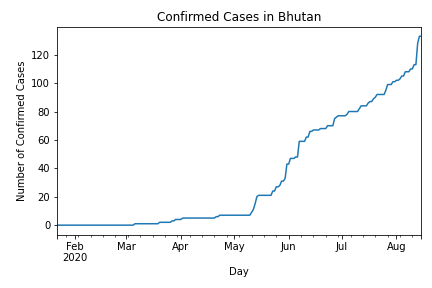 Confirmed Cases in Bhutan
Number of Confirmed Cases
120
100
80
60
40
20
0
Feb Mar Apr May Jun Jul Aug
2020
Day